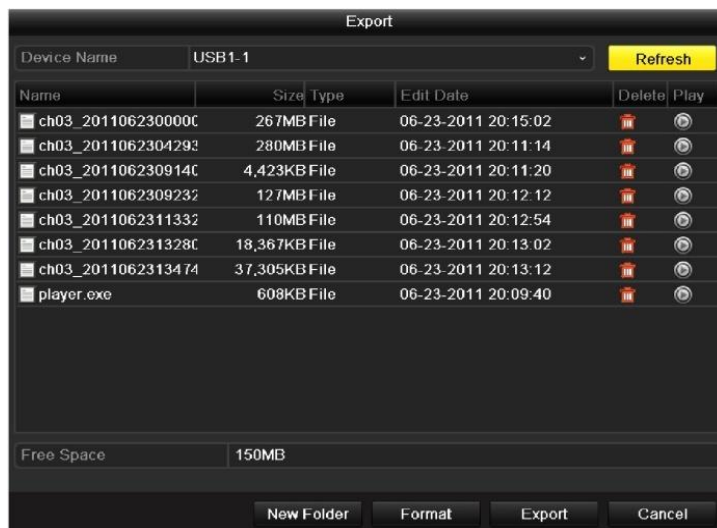 Export
Device Name USB1-1 Refresh
Name Size Type Edit Date Delete Play
ch03_2011062300000 267MB File 06-23-2011 20:15:02
ch03_2011062304293 280MB File 06-23-2011 20:11:14
ch03_2011062309140 4,423KB File 06-23-2011 20:11:20
ch03_2011062309232 127MB File 06-23-2011 20:12:12
ch03_2011062311332 110MB File 06-23-2011 20:12:54
ch03_2011062313280 18,367KB File 06-23-2011 20:13:02
ch03_2011062313474 37,305KB File 06-23-2011 20:13:12
player.exe 608KB File 06-23-2011 20:09:40
Free Space 150MB
New Folder Format Export Cancel